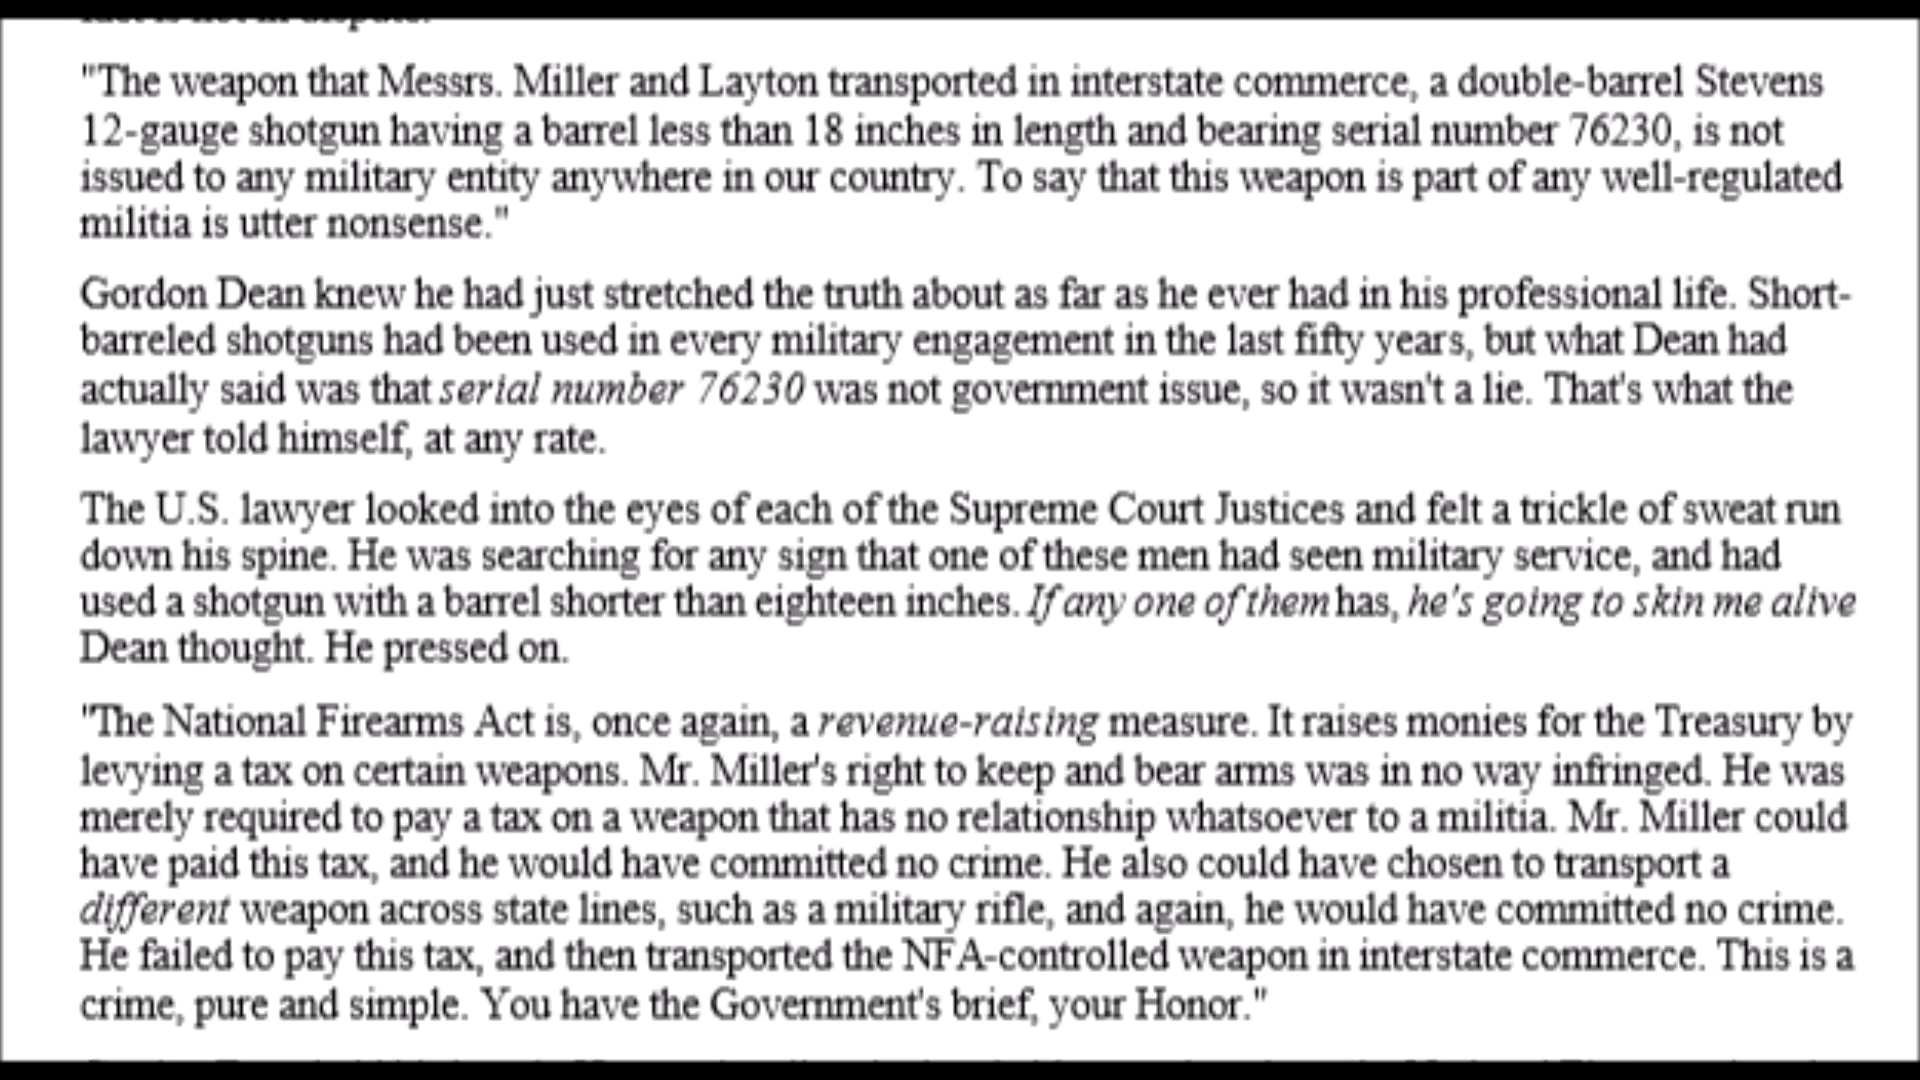 "The weapon that Messrs. Miller and Layton transported in interstate commerce, a double-barrel Stevens
12-gauge shotgun having a barrel less than 18 inches in length and bearing serial number 76230, is not
issued to any military entity anywhere in our country. To say that this weapon is part of any well-regulated
militia is utter nonsense."
Gordon Dean knew he had just stretched the truth about as far as he ever had in his professional life. Short-
barreled shotguns had been used in every military engagement in the last fifty years, but what Dean had
actually said was that serial number 76230 was not government issue, so it wasn't a lie. That's what the
lawyer told himself, at any rate.
The U.S. lawyer looked into the eyes of each of the Supreme Court Justices and felt a trickle of sweat run
down his spine. He was searching for any sign that one of these men had seen military service, and had
used a shotgun with a barrel shorter than eighteen inches. If any one of them has, he's going to skin me alive
Dean thought. He pressed on.
"The National Firearms Act is, once again, a revenue-raising measure. It raises monies for the Treasury by
levying a tax on certain weapons. Mr. Miller's right to keep and bear arms was in no way infringed. He was
merely required to pay a tax on a weapon that has no relationship whatsoever to a militia. Mr. Miller could
have paid this tax, and he would have committed no crime. He also could have chosen to transport a
different weapon across state lines, such as a military rifle, and again, he would have committed no crime.
He failed to pay this tax, and then transported the NFA-controlled weapon in interstate commerce. This is a
crime, pure and simple. You have the Government's brief, your Honor."